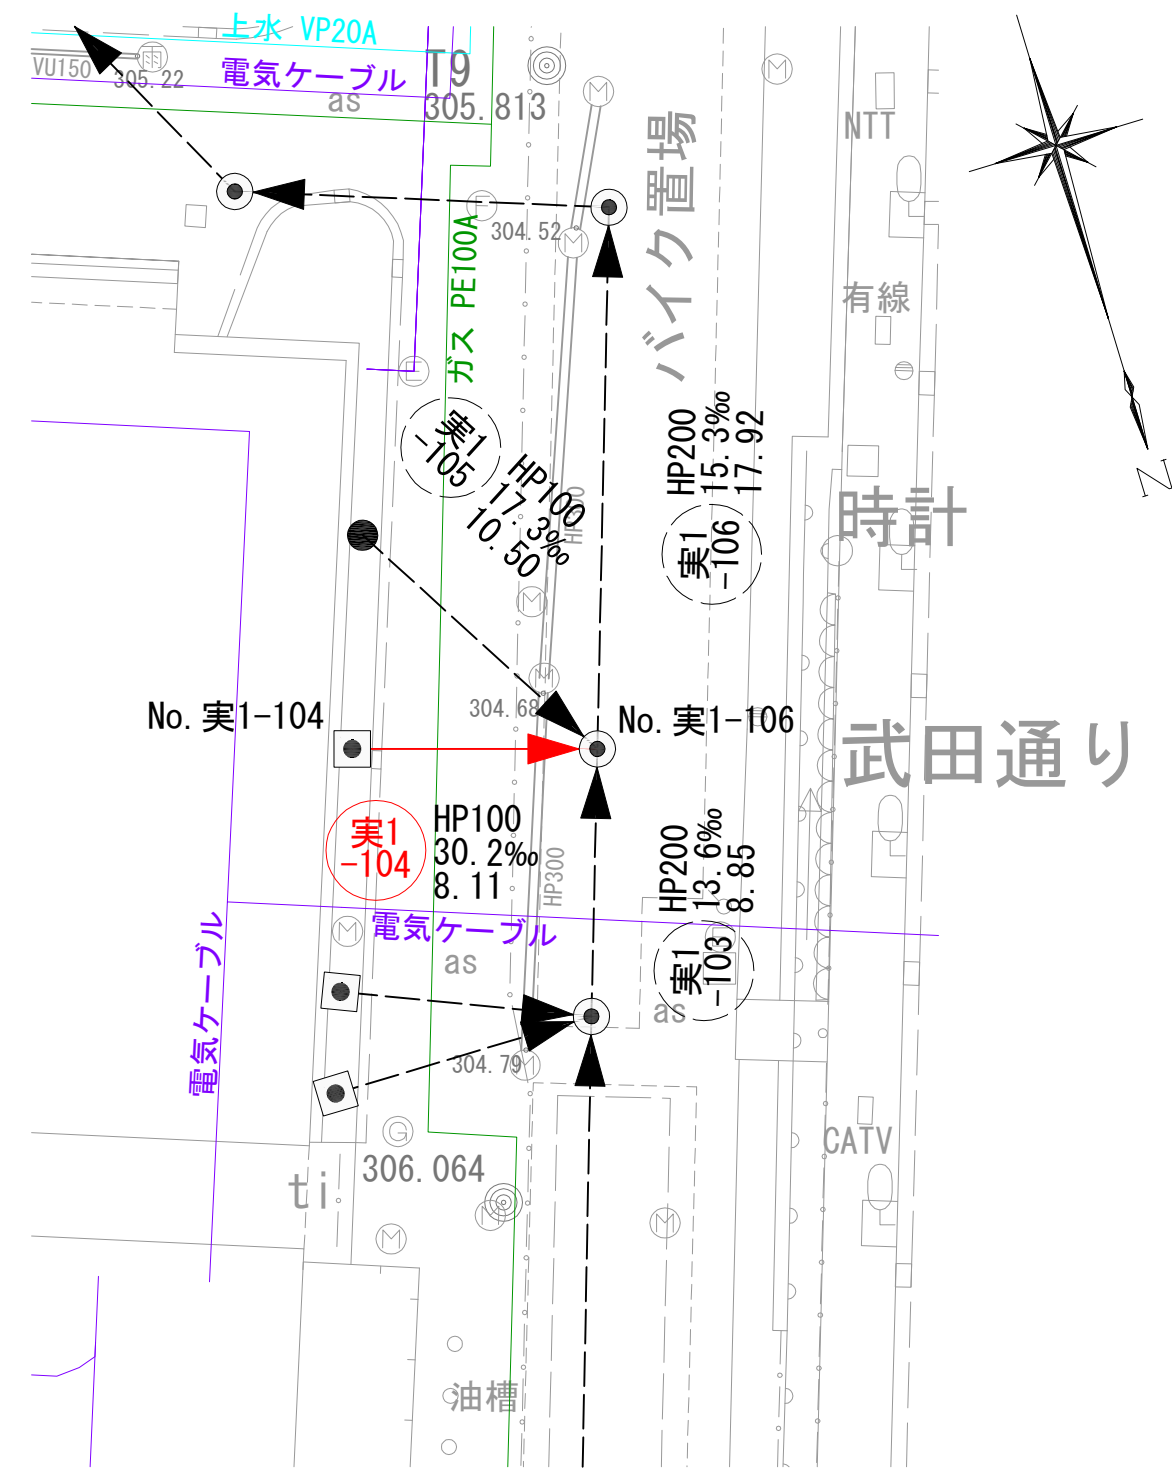 上水 VP20A
VU150
雨
305.22
電気ケーブル
as
T9
305.813
M
M
NTT
バイク置場
E
304.52
M
ガス PE100A
有線
E
実1
-105
HP100
17.3‰
10.50
HP300
HP200
15.3‰
17.92
実1
-106
時計
N
M
M
304.68
No.実1-104
No.実1-106
武田通り
実1
-104
HP100
30.2‰
8.11
HP300
HP200
13.6‰
8.85
実1
-103
M
電気ケーブル
as
as
電気ケーブル
304.79
M
G
306.064
ti.
CATV
M
M
M
油槽